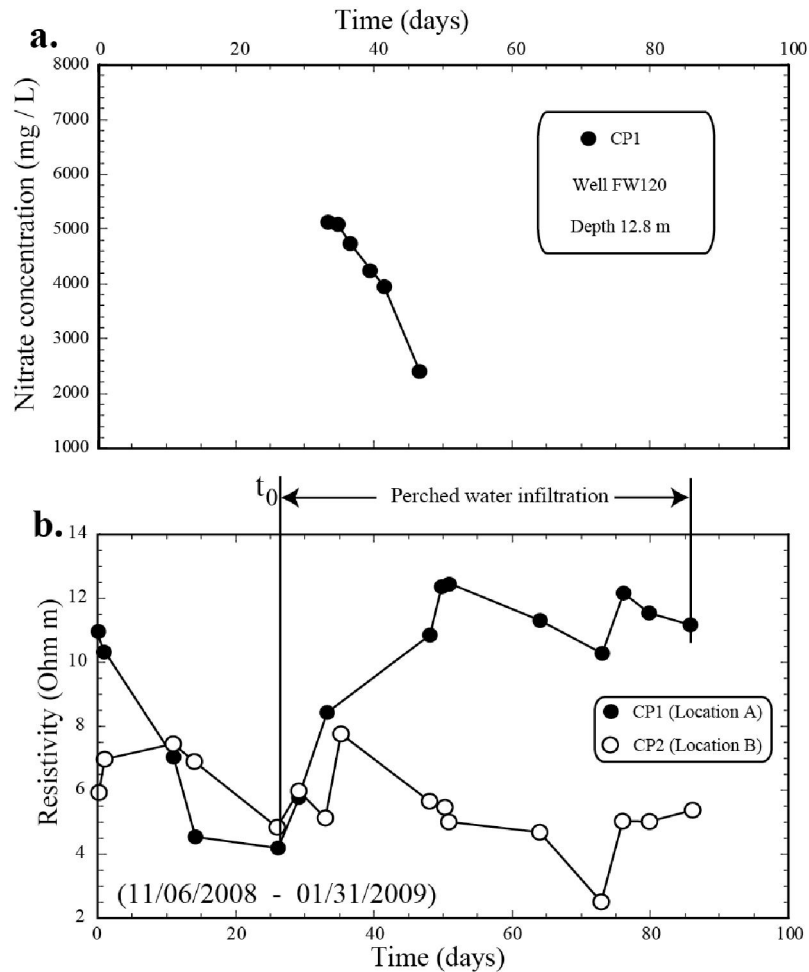 Time (days)
a.
0 20 40 60 80 100
8000
7000
6000
5000
4000
3000
2000
1000
Nitrate concentration (mg / L)
CP1
Well FW120
Depth 12.8 m
t0
Perched water infiltration
b.
14
12
10
8
6
4
2
Resistivity (Ohm m)
CP1 (Location A)
CP2 (Location B)
(11/06/2008 - 01/31/2009)
0 20 40 60 80 100
Time (days)